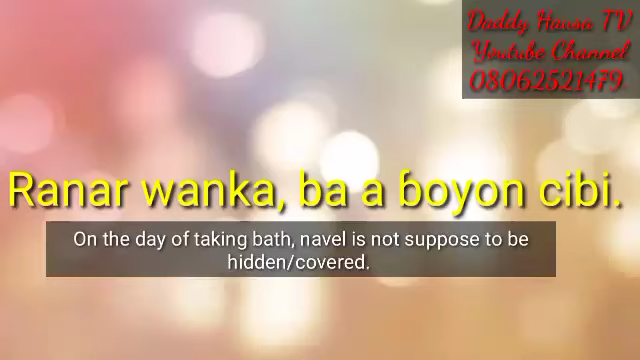 Daddy Hausa TV
Youtube Channel
08062521479
Ranar wanka, ba a ɓoyon cibi.
On the day of taking bath, navel is not suppose to be
hidden/covered.